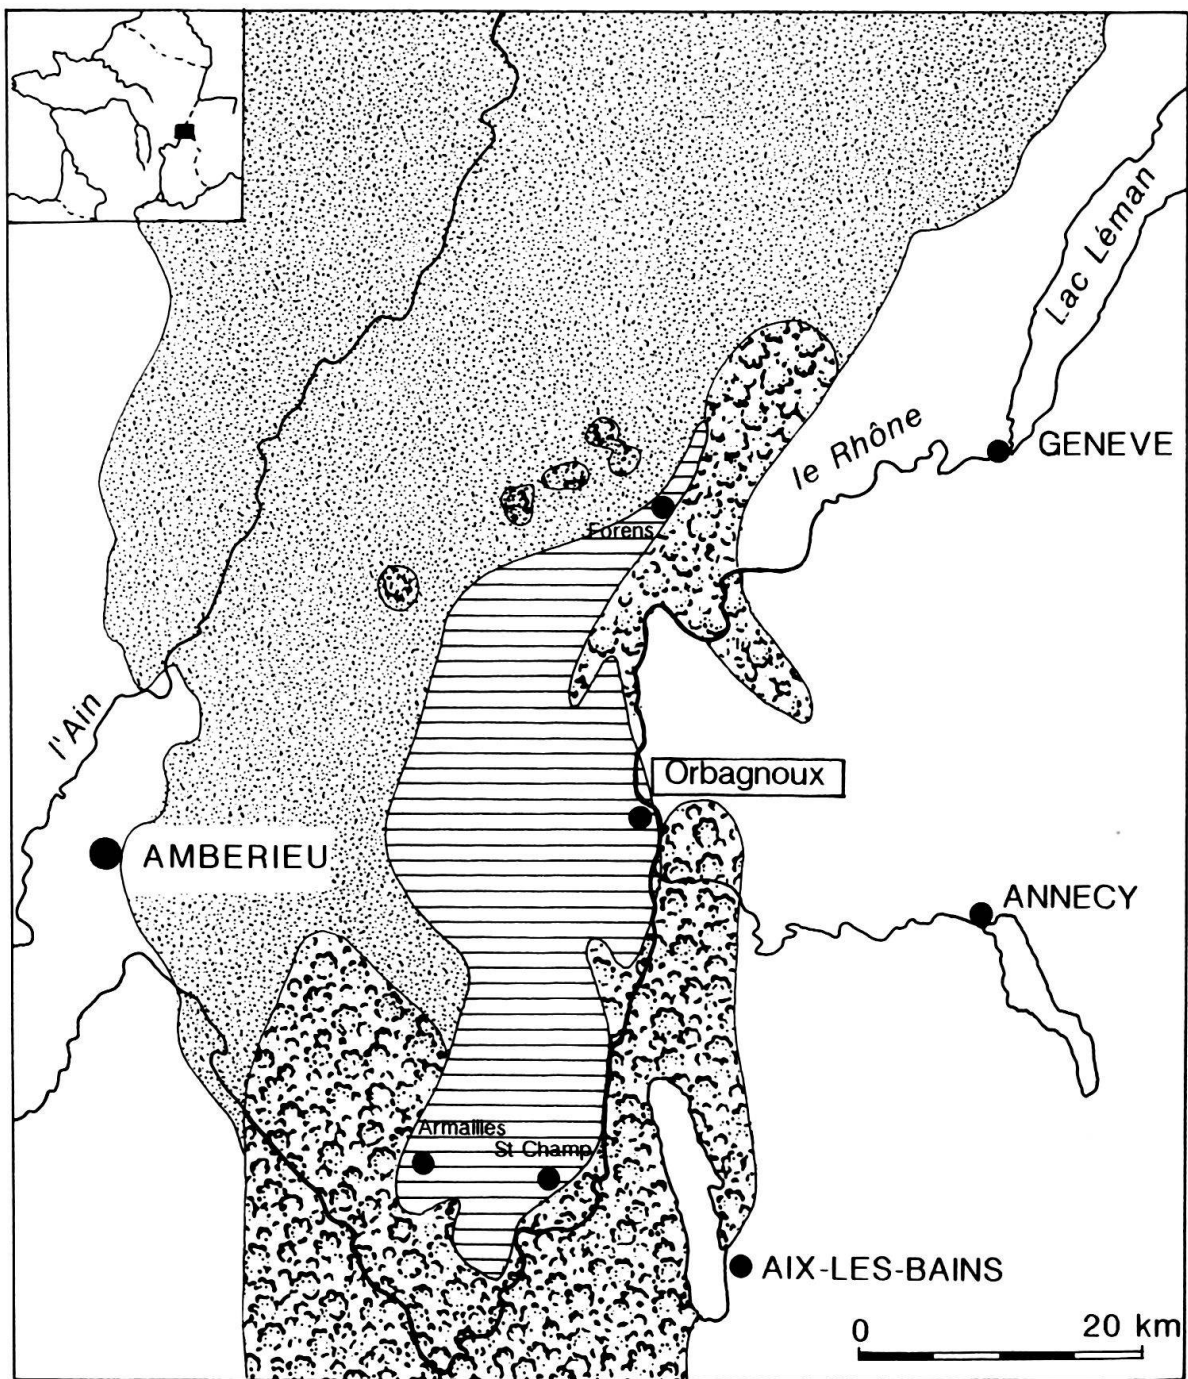 Lac Léman
le Rhône
GENEVE
Forens
l'Ain
Orbagnoux
AMBERIEU
ANNECY
Armailles
St Champ
AIX-LES-BAINS
0 20 km